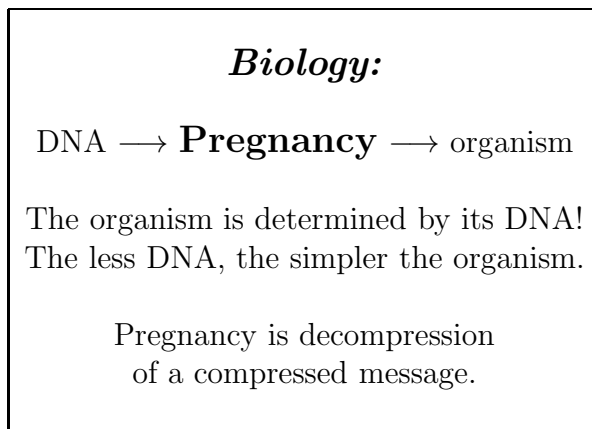 Biology:
DNA ⟶ Pregnancy ⟶ organism
The organism is determined by its DNA!
The less DNA, the simpler the organism.
Pregnancy is decompression
of a compressed message.